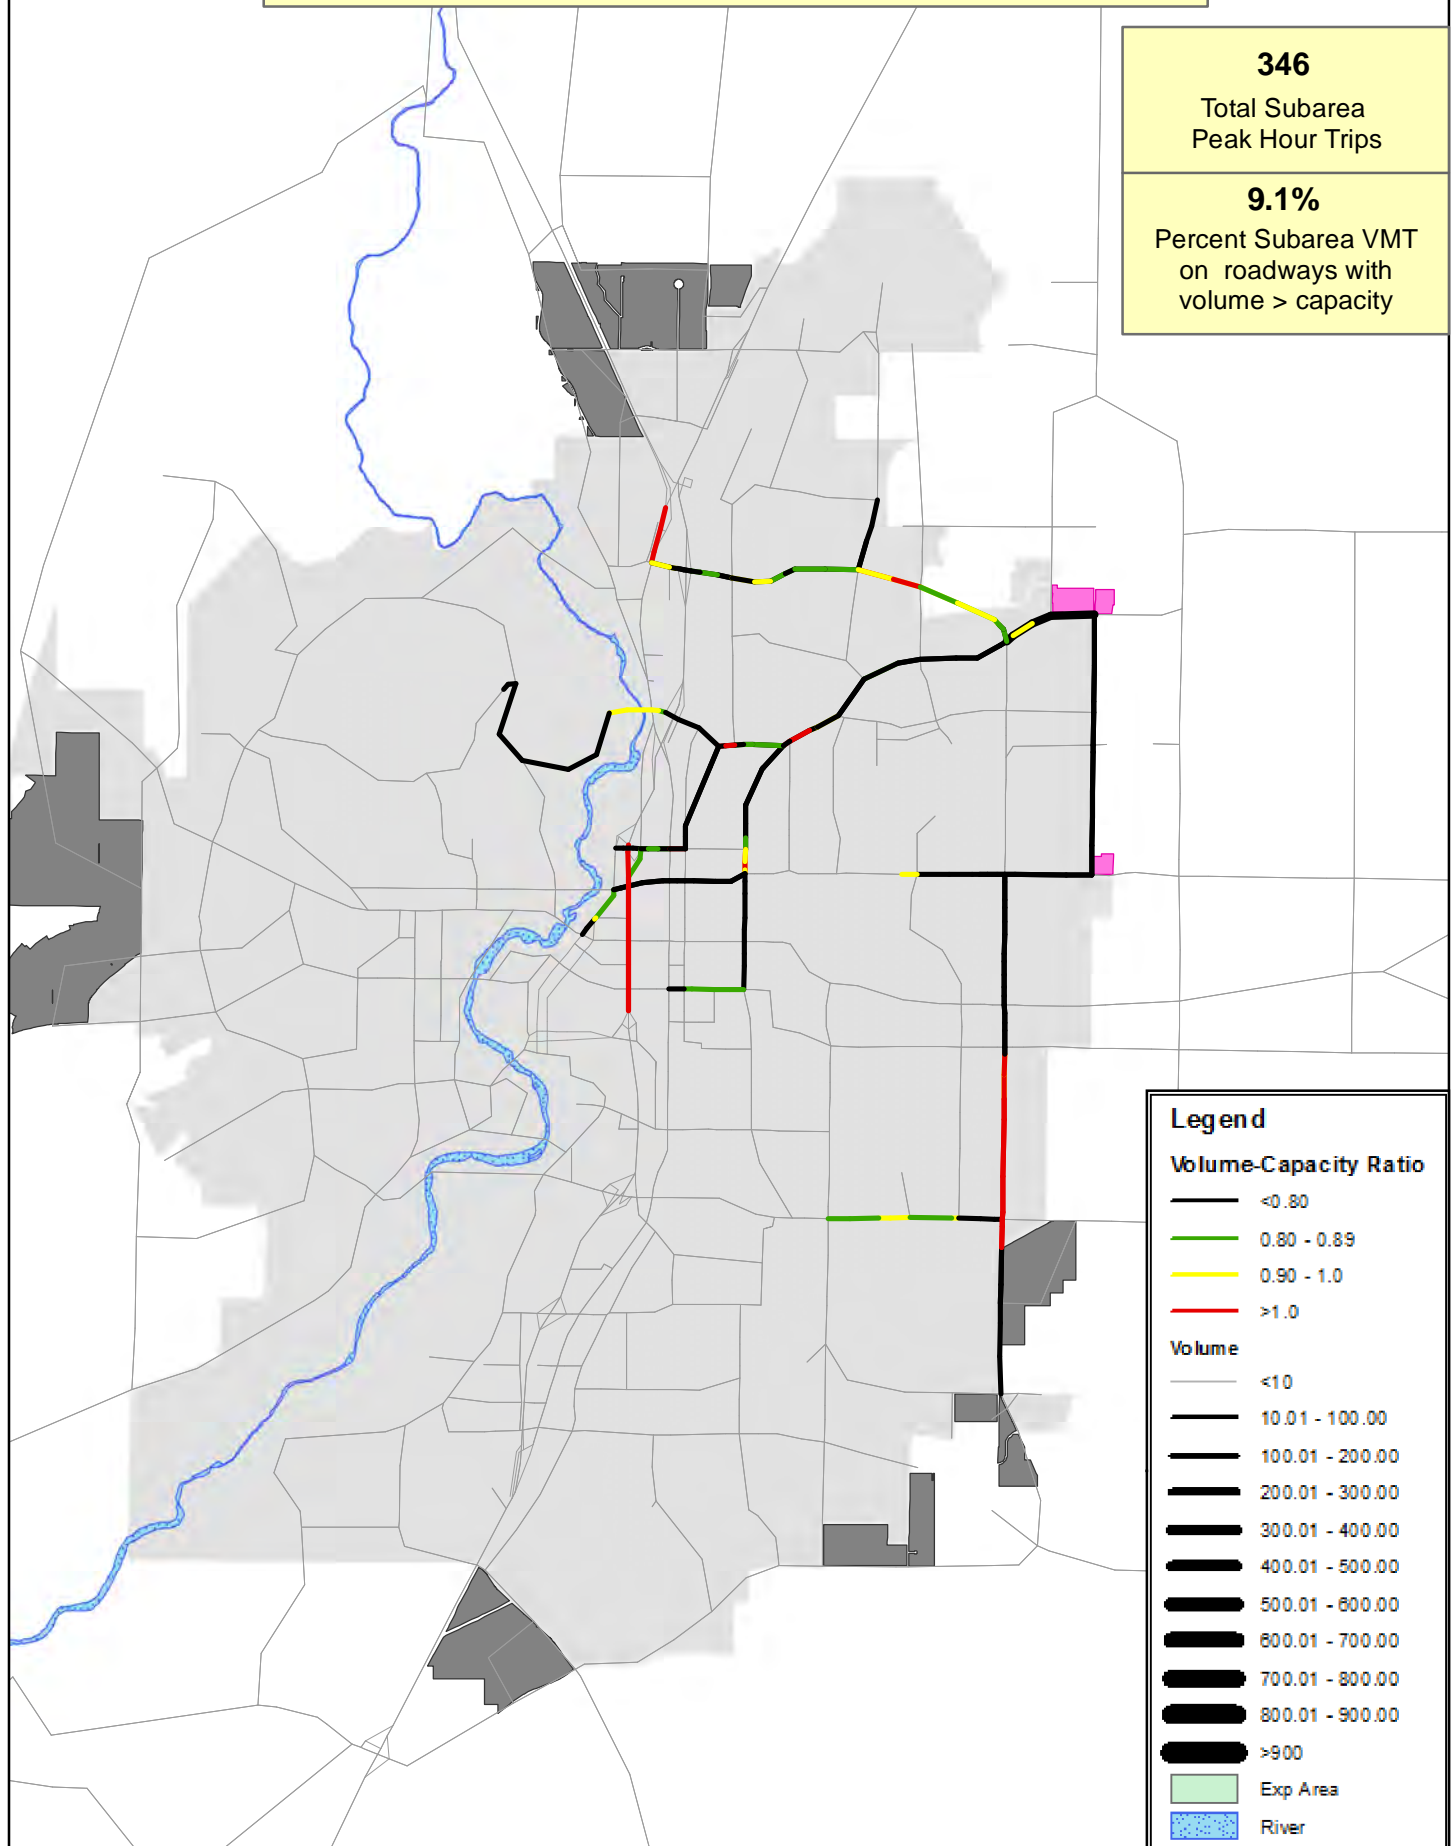 346
Total Subarea
Peak Hour Trips
9.1%
Percent Subarea VMT
on roadways with
volume > capacity
Legend
Volume-Capacity Ratio
<0.80
0.80 - 0.89
0.90 - 1.0
>1.0
Volume
<10
10.01 - 100.00
100.01 - 200.00
200.01 - 300.00
300.01 - 400.00
400.01 - 500.00
500.01 - 600.00
600.01 - 700.00
700.01 - 800.00
800.01 - 900.00
>900
Exp Area
River